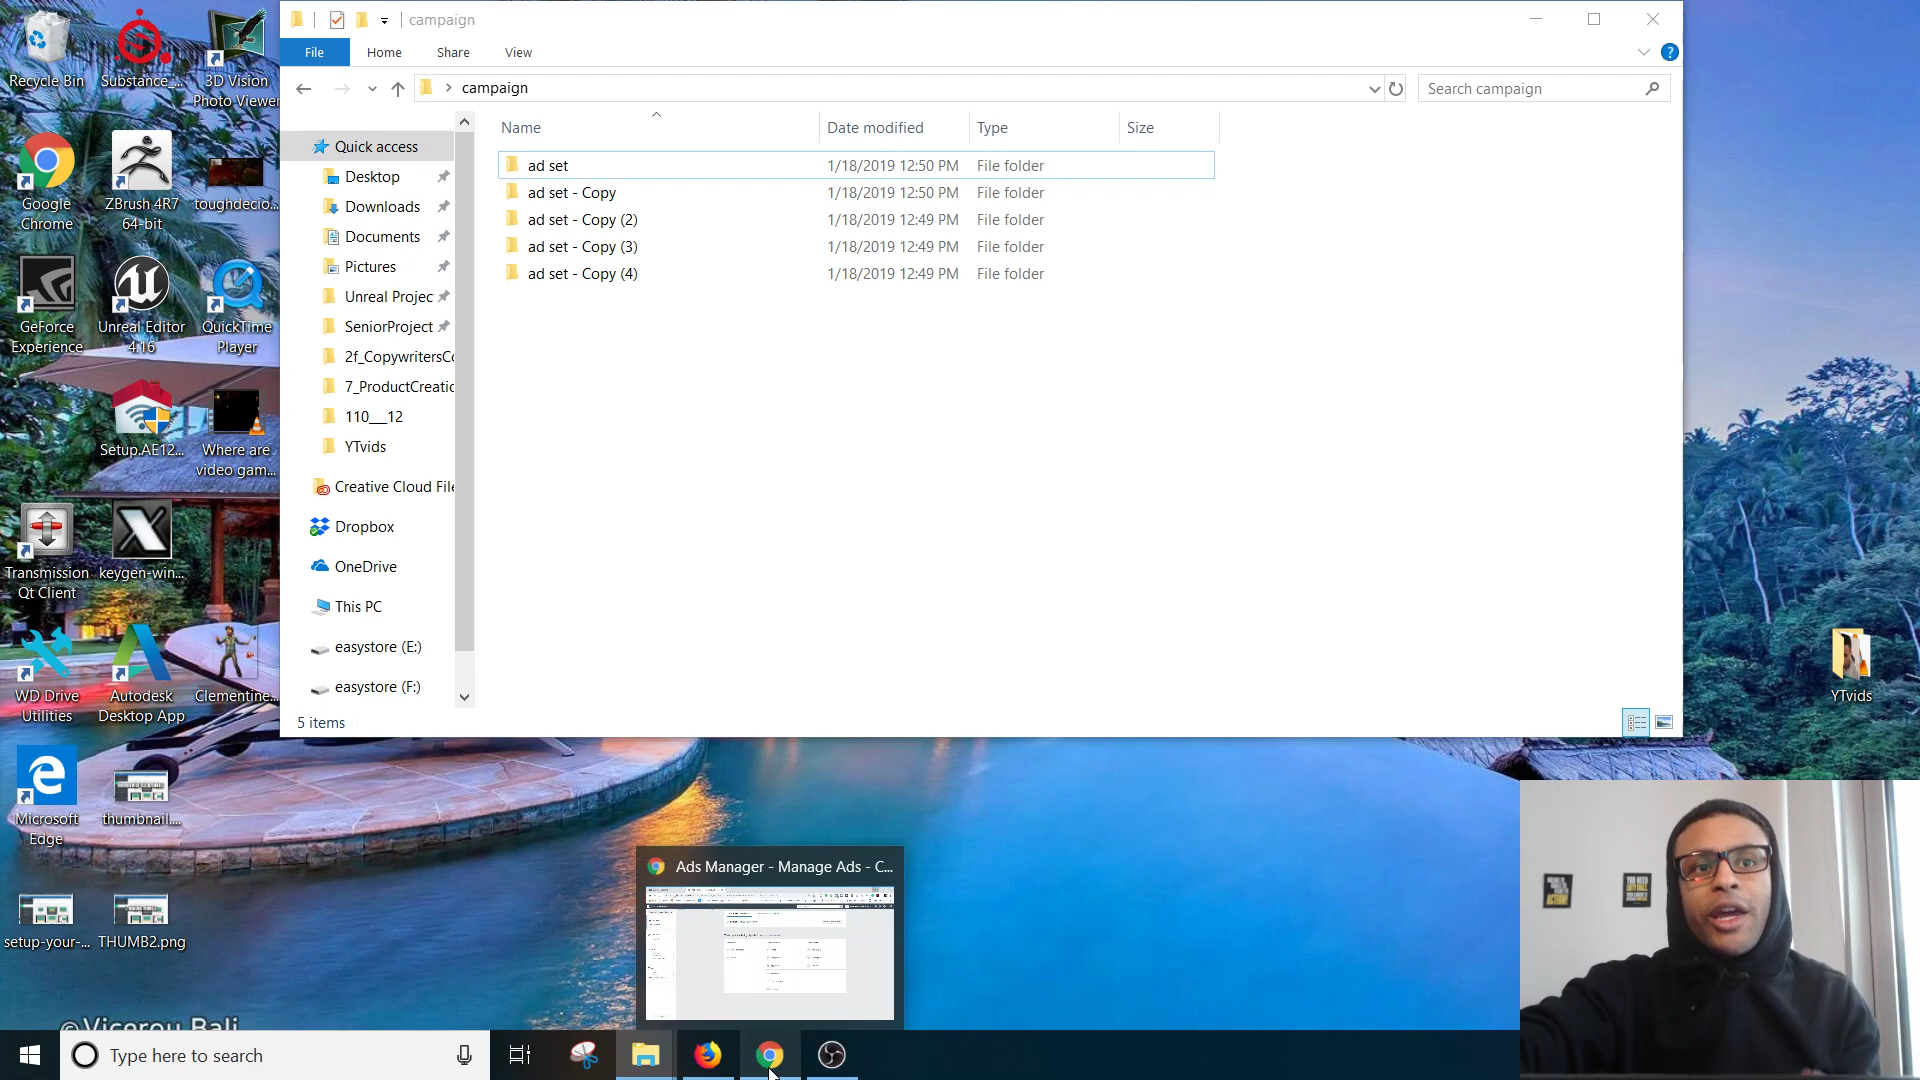 campaign
File
Home
Share
View
campaign
Search campaign
Name
Date modified
Type
Size
Quick access
Desktop
Downloads
Documents
Pictures
Unreal Projec
SeniorProject
2f_CopywritersCo
7_ProductCreatic
110___12
YTvids
Creative Cloud File
Dropbox
OneDrive
This PC
easystore (E:)
easystore (F:)
ad set 1/18/2019 12:50 PM File folder
ad set - Copy 1/18/2019 12:50 PM File folder
ad set - Copy (2) 1/18/2019 12:49 PM File folder
ad set - Copy (3) 1/18/2019 12:49 PM File folder
ad set - Copy (4) 1/18/2019 12:49 PM File folder
5 items
Recycle Bin
Substance_...
3D Vision
Photo Viewer
Google
Chrome
ZBrush 4R7
64-bit
toughdecio...
GeForce
Experience
Unreal Editor
4.16
QuickTime
Player
Setup.AE12...
Where are
video gam...
Transmission
Qt Client
keygen-win...
WD Drive
Utilities
Autodesk
Desktop App
Clementine...
Microsoft
Edge
thumbnail....
setup-your-...
THUMB2.png
YTvids
©Viceroy Bali
Ads Manager - Manage Ads - C...
Type here to search
ACTION!
YOU NEED